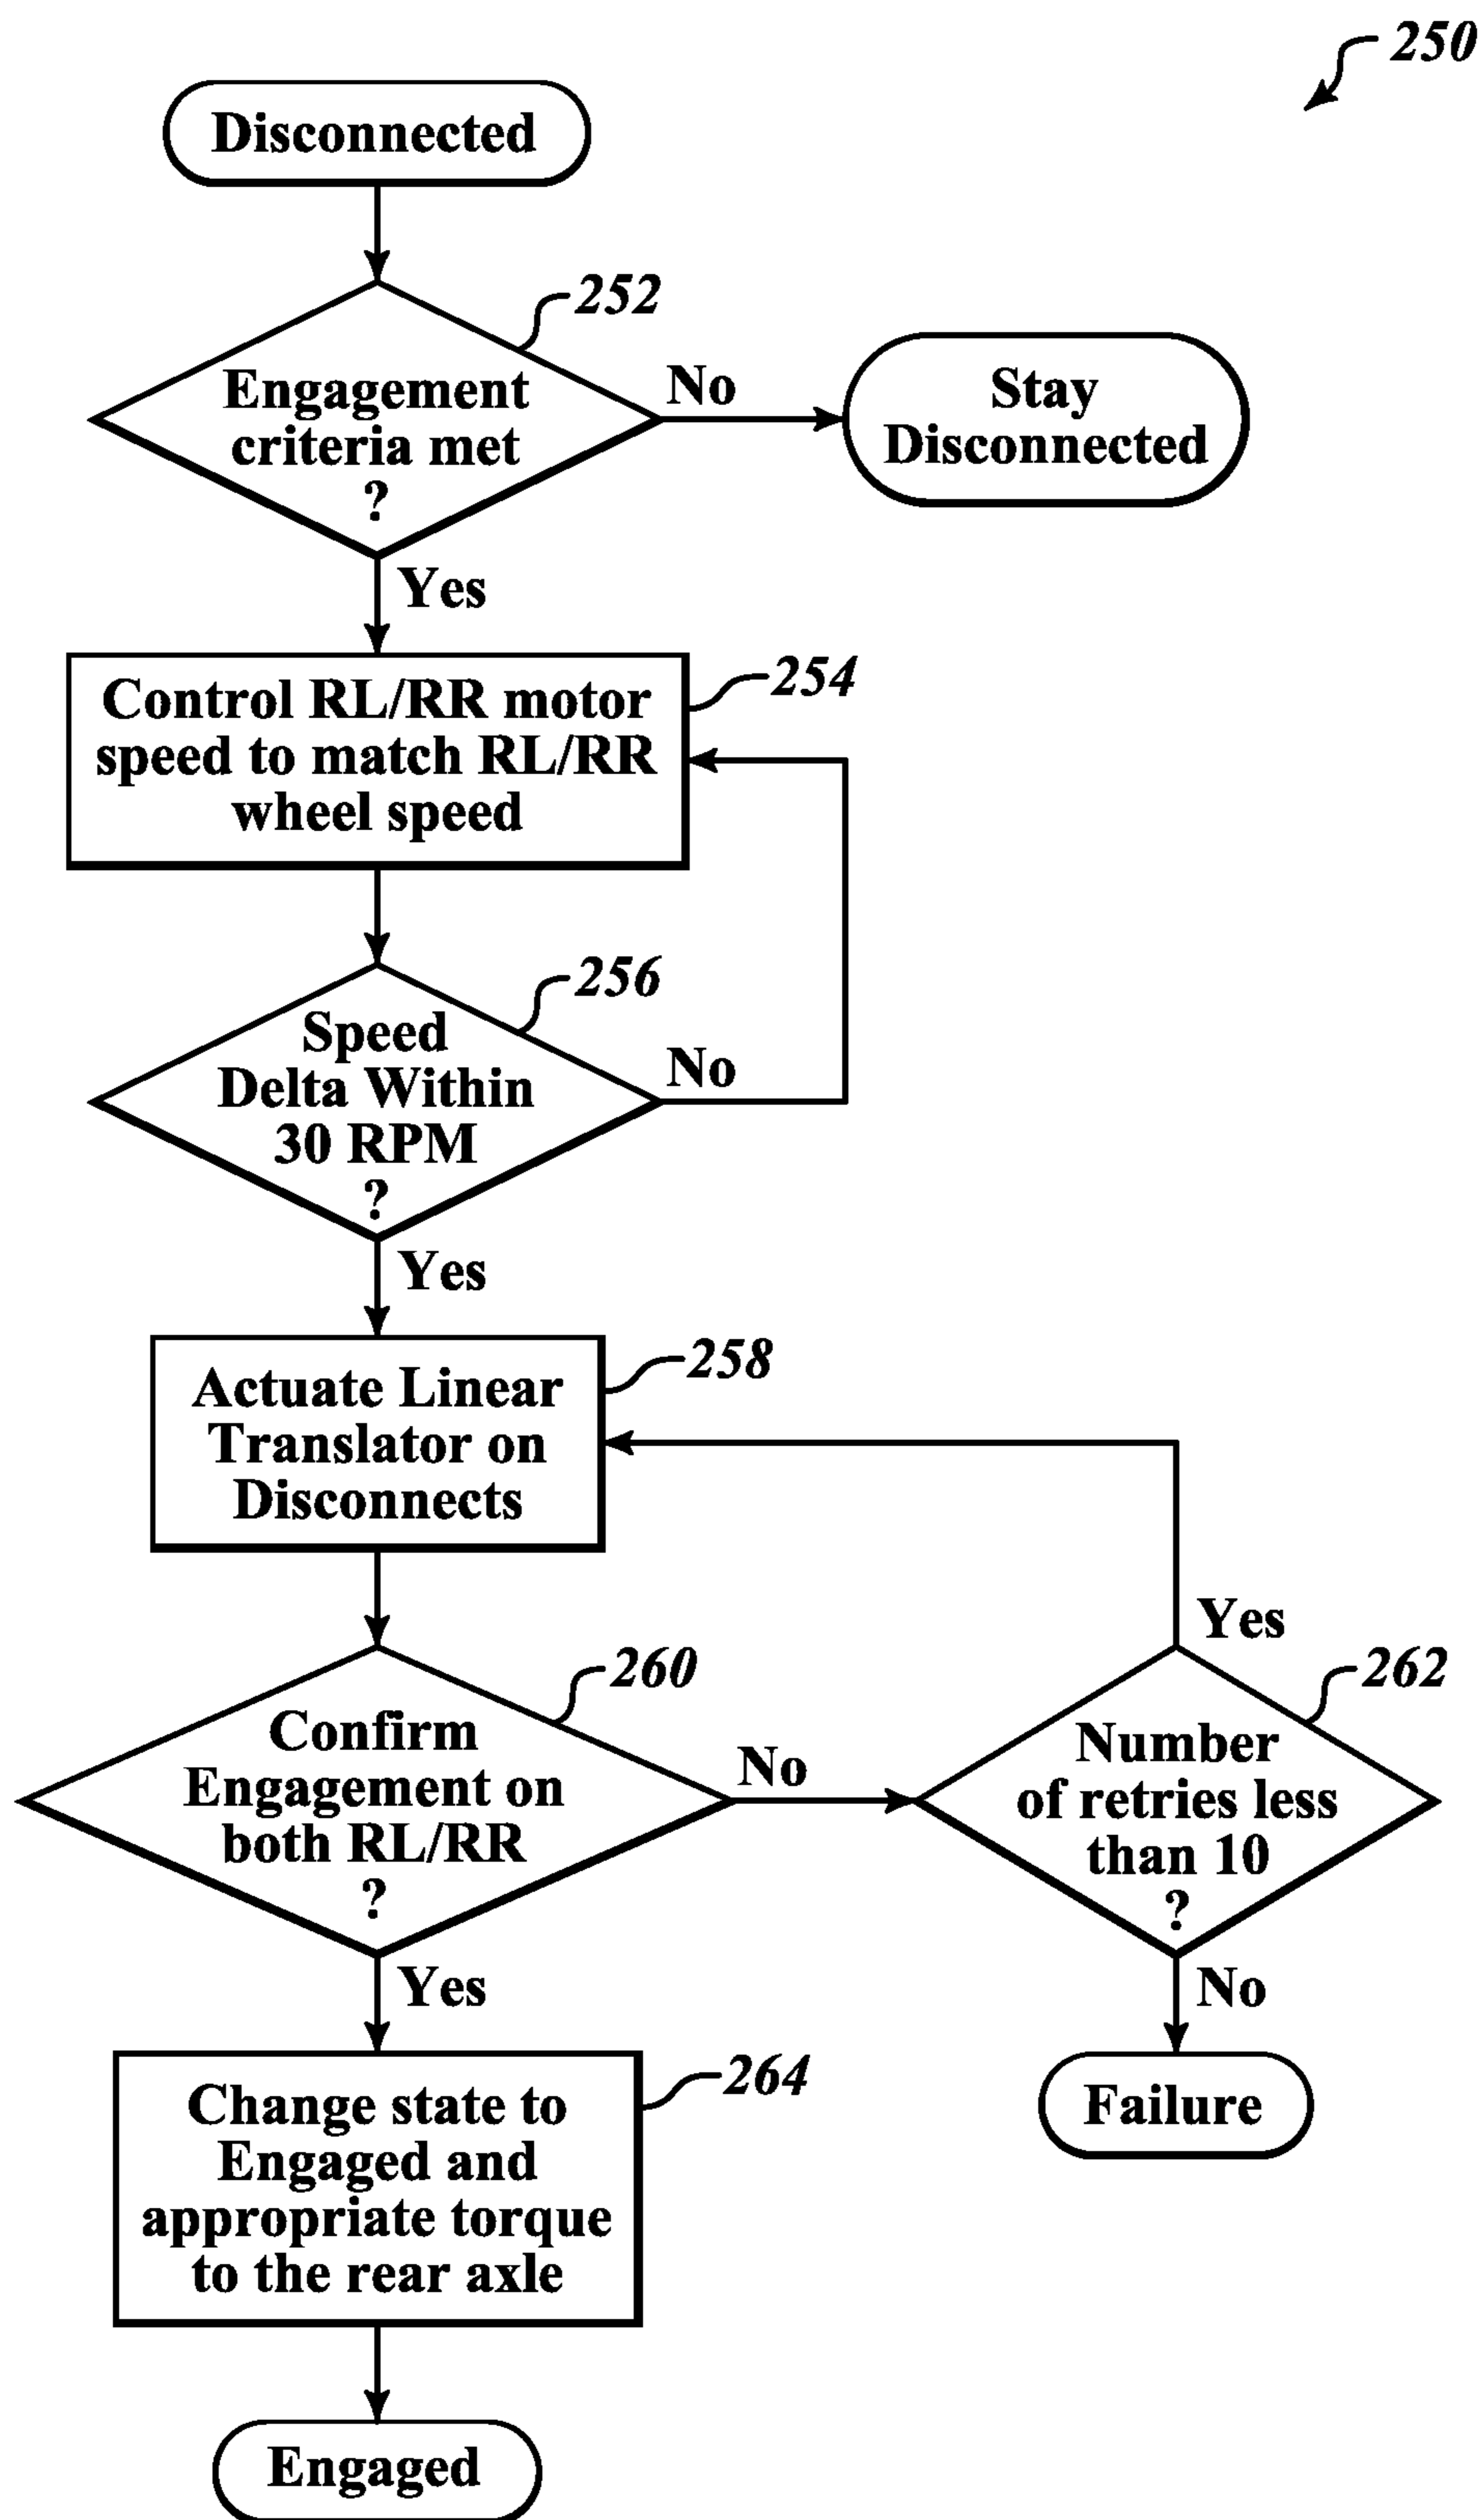 250
Disconnected
252
Engagement
criteria met
?
No
Stay
Disconnected
Yes
Control RL/RR motor
speed to match RL/RR
wheel speed
254
256
Speed
Delta Within
30 RPM
?
No
Yes
Actuate Linear
Translator on
Disconnects
258
260
Confirm
Engagement on
both RL/RR
?
No
Yes
262
Number
of retries less
than 10
?
Yes
No
Failure
264
Change state to
Engaged and
appropriate torque
to the rear axle
Engaged